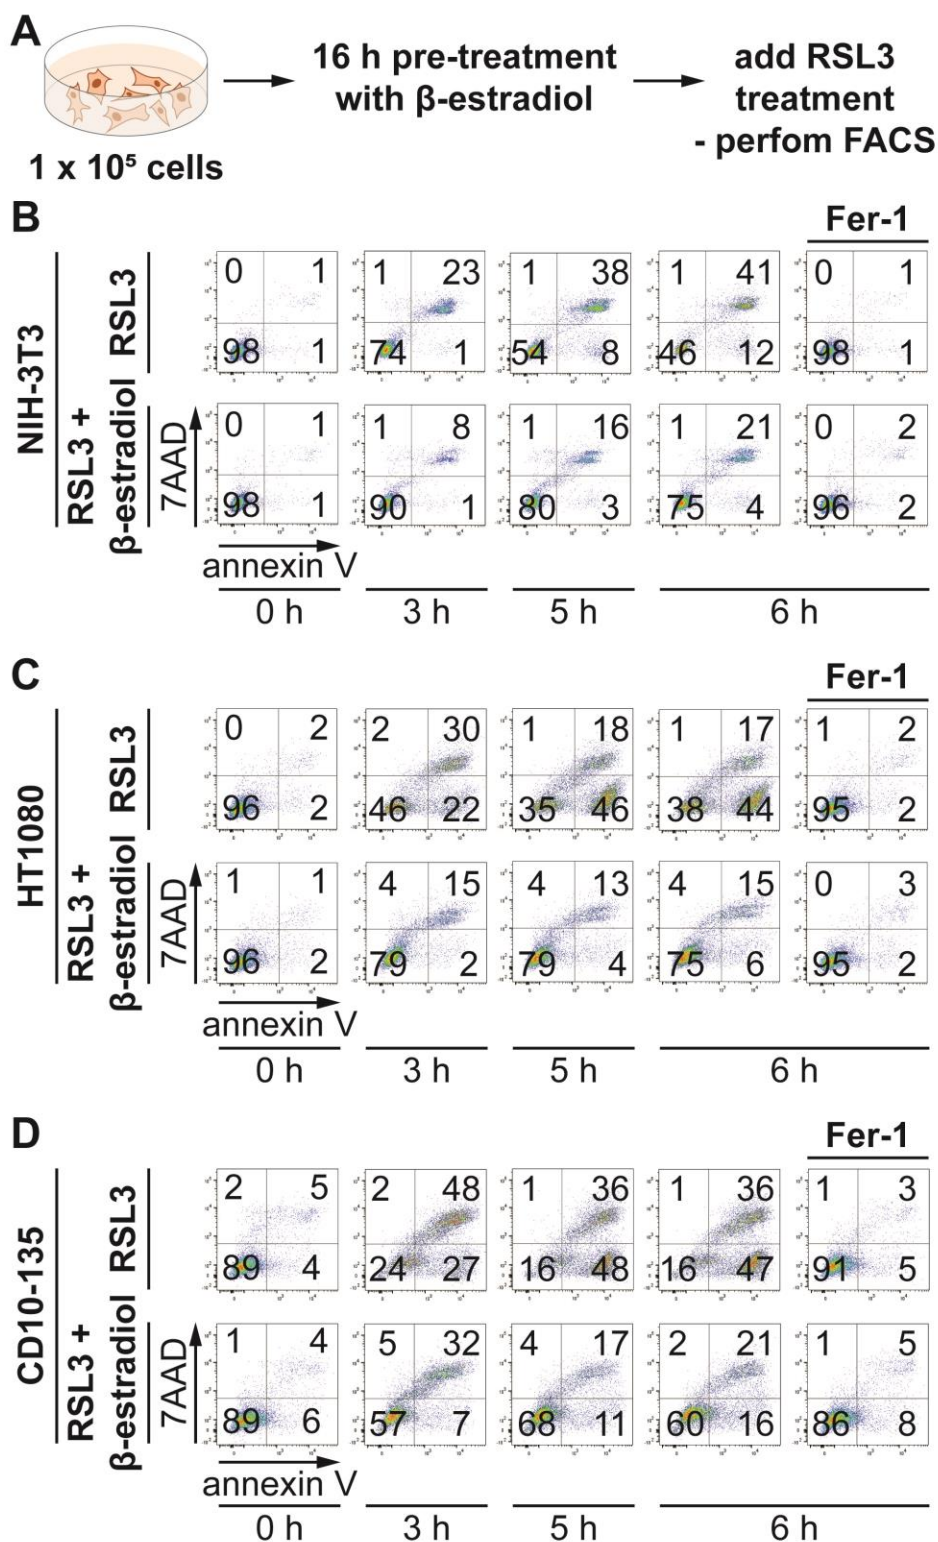 A
1 x 10⁵ cells
16 h pre-treatment
with β-estradiol
add RSL3
treatment
- perfom FACS
B
Fer-1
NIH-3T3
RSL3
0 1 1 23 1 38 1 41 0 1
98 1 74 1 54 8 46 12 98 1
RSL3 +
β-estradiol
7AAD
0 1 1 8 1 16 1 21 0 2
98 1 90 1 80 3 75 4 96 2
annexin V
0 h 3 h 5 h 6 h
C
Fer-1
HT1080
RSL3
0 2 2 30 1 18 1 17 1 2
96 2 46 22 35 46 38 44 95 2
RSL3 +
β-estradiol
7AAD
1 1 4 15 4 13 4 15 0 3
96 2 79 2 79 4 75 6 95 2
annexin V
0 h 3 h 5 h 6 h
D
Fer-1
CD10-135
RSL3
2 5 2 48 1 36 1 36 1 3
89 4 24 27 16 48 16 47 91 5
RSL3 +
β-estradiol
7AAD
1 4 5 32 4 17 2 21 1 5
89 6 57 7 68 11 60 16 86 8
annexin V
0 h 3 h 5 h 6 h